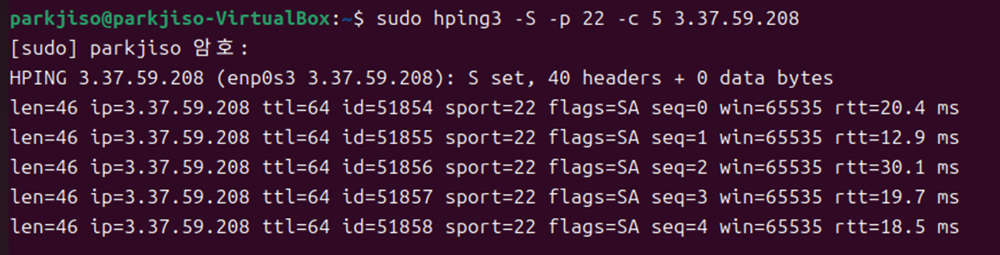 parkjiso@parkjiso-VirtualBox:~$ sudo hping3 -S -p 22 -c 5 3.37.59.208
[sudo] parkjiso 암호:
HPING 3.37.59.208 (enp0s3 3.37.59.208): S set, 40 headers + 0 data bytes
len=46 ip=3.37.59.208 ttl=64 id=51854 sport=22 flags=SA seq=0 win=65535 rtt=20.4 ms
len=46 ip=3.37.59.208 ttl=64 id=51855 sport=22 flags=SA seq=1 win=65535 rtt=12.9 ms
len=46 ip=3.37.59.208 ttl=64 id=51856 sport=22 flags=SA seq=2 win=65535 rtt=30.1 ms
len=46 ip=3.37.59.208 ttl=64 id=51857 sport=22 flags=SA seq=3 win=65535 rtt=19.7 ms
len=46 ip=3.37.59.208 ttl=64 id=51858 sport=22 flags=SA seq=4 win=65535 rtt=18.5 ms